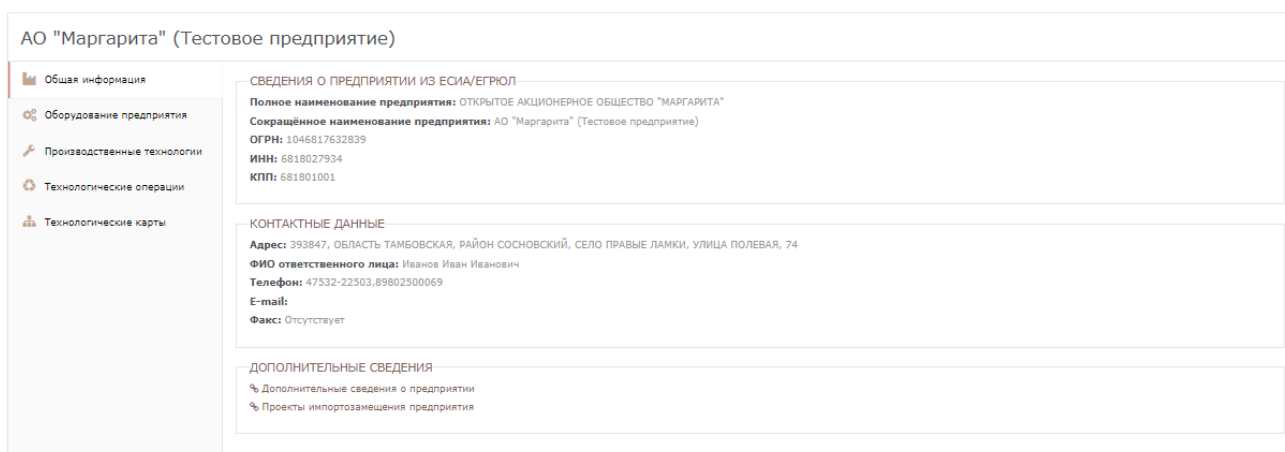 АО "Маргарита" (Тестовое предприятие)
Общая информация
Оборудование предприятия
Производственные технологии
Технологические операции
Технологические карты
СВЕДЕНИЯ О ПРЕДПРИЯТИИ ИЗ ЕСИА/ЕГРЮЛ
Полное наименование предприятия: ОТКРЫТОЕ АКЦИОНЕРНОЕ ОБЩЕСТВО "МАРГАРИТА"
Сокращённое наименование предприятия: АО "Маргарита" (Тестовое предприятие)
ОГРН: 1046817632839
ИНН: 6818027934
КПП: 681801001
КОНТАКТНЫЕ ДАННЫЕ
Адрес: 393847, ОБЛАСТЬ ТАМБОВСКАЯ, РАЙОН СОСНОВСКИЙ, СЕЛО ПРАВЫЕ ЛАМКИ, УЛИЦА ПОЛЕВАЯ, 74
ФИО ответственного лица: Иванов Иван Иванович
Телефон: 47532-22503,89802500069
E-mail:
Факс: Отсутствует
ДОПОЛНИТЕЛЬНЫЕ СВЕДЕНИЯ
Дополнительные сведения о предприятии
Проекты импортозамещения предприятия